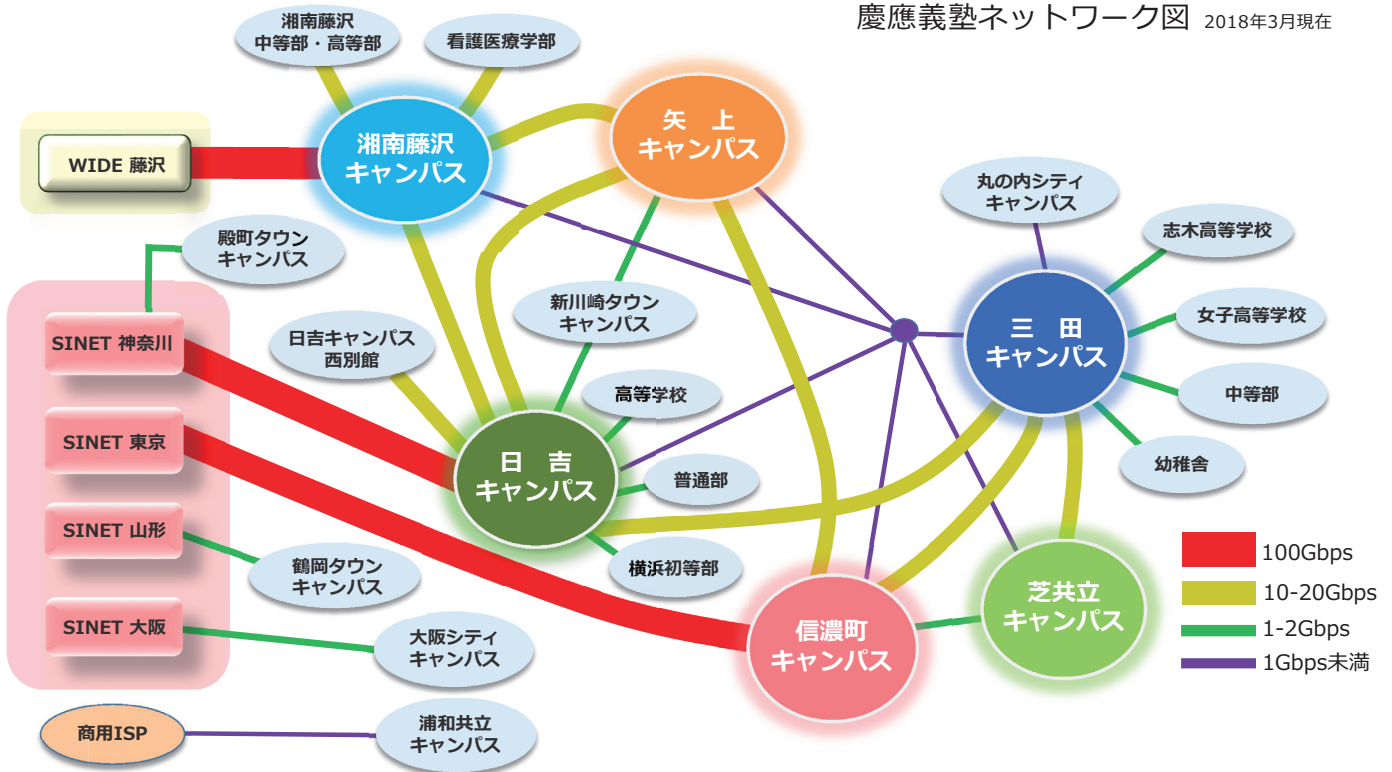 慶應義塾ネットワーク図 2018年3月現在
湘南藤沢
中等部・高等部
看護医療学部
湘南藤沢
キャンパス
矢 上
キャンパス
WIDE 藤沢
丸の内シティ
キャンパス
志木高等学校
殿町タウン
キャンパス
新川崎タウン
キャンパス
女子高等学校
SINET 神奈川
日吉キャンパス
西別館
三 田
キャンパス
高等学校
中等部
SINET 東京
日 吉
キャンパス
普通部
幼稚舎
SINET 山形
鶴岡タウン
キャンパス
横浜初等部
SINET 大阪
大阪シティ
キャンパス
信濃町
キャンパス
芝共立
キャンパス
100Gbps
10-20Gbps
1-2Gbps
1Gbps未満
商用ISP
浦和共立
キャンパス